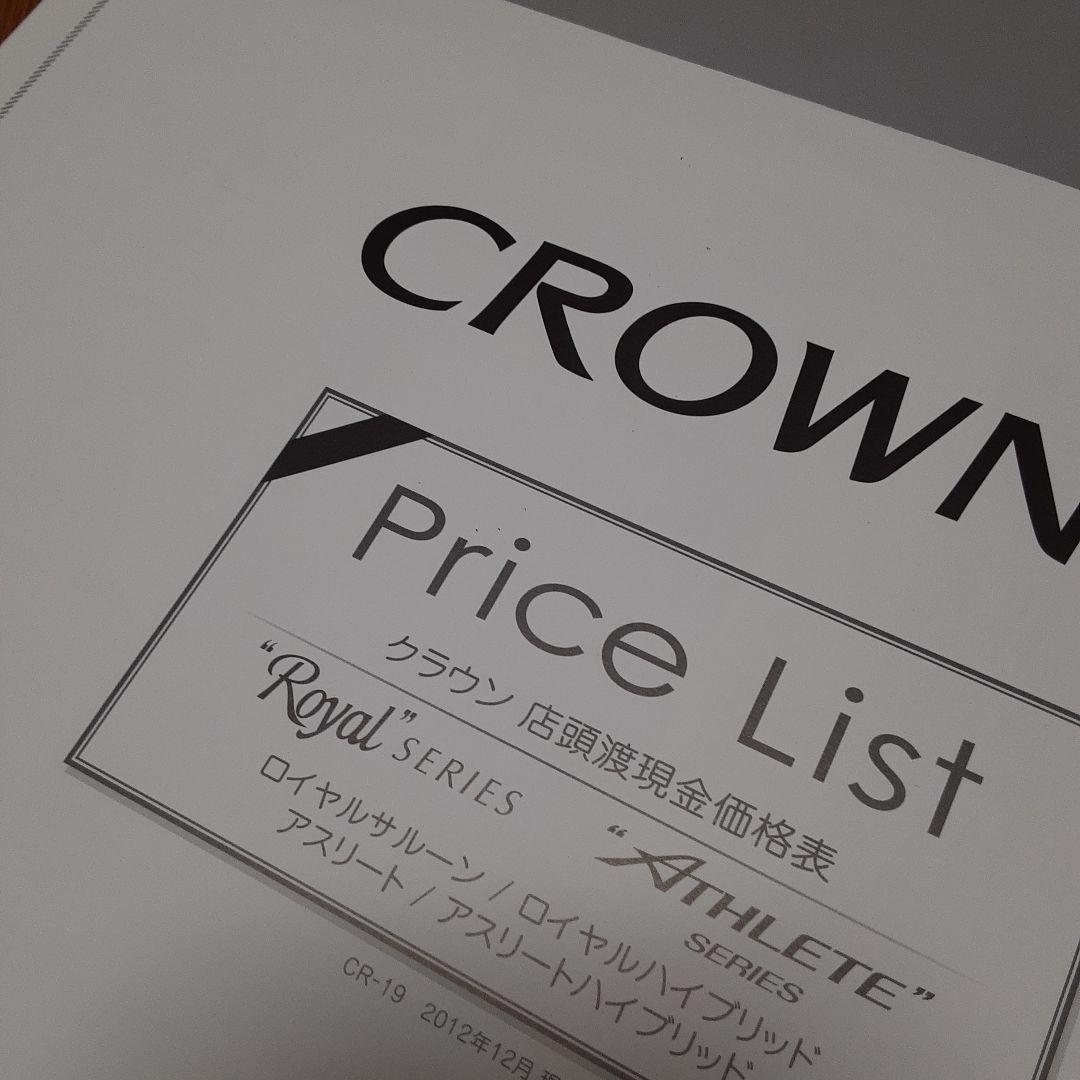 CROWN
Price List
クラウン 店頭渡現金価格表
“Royal” SERIES
“ATHLETE” SERIES
ロイヤルサルーン / ロイヤルハイブリッド
アスリート / アスリートハイブリッド
CR-19 2012年12月 現